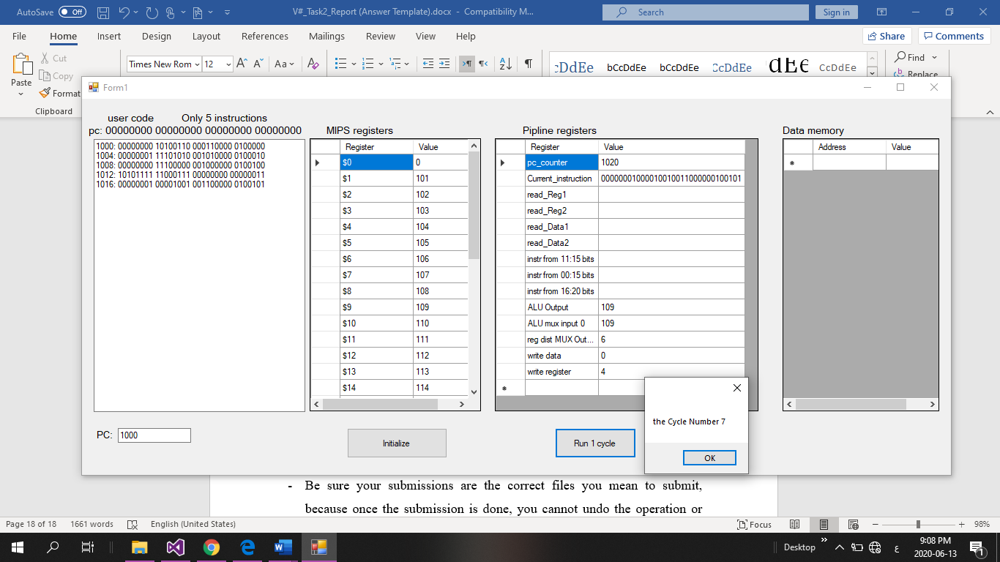 AutoSave Off V#_Task2_Report (Answer Template).docx - Compatibility M... Search Sign in
File Home Insert Design Layout References Mailings Review View Help Share Comments
Paste Cut Copy Format
Times New Rom 12 A A Aa A
:DdEe bCcDdEe bCcDdEe CcDdEe dEe CcDdEe
Find
Replace
Clipboard
Form1
user code Only 5 instructions
pc: 00000000 00000000 00000000 00000000
1000: 00000000 10100110 000110000 0100000
1004: 00000001 11101010 001010000 0100010
1008: 00000000 11100000 001000000 0100100
1012: 10101111 11000111 00000000 00000011
1016: 00000001 00001001 001100000 0100101
PC: 1000
MIPS registers
Register Value
$0 0
$1 101
$2 102
$3 103
$4 104
$5 105
$6 106
$7 107
$8 108
$9 109
$10 110
$11 111
$12 112
$13 113
$14 114
Initialize
Pipline registers
Register Value
pc_counter 1020
Current_instruction 00000001000010010011000000100101
read_Reg1
read_Reg2
read_Data1
read_Data2
instr from 11:15 bits
instr from 00:15 bits
instr from 16:20 bits
ALU Output 109
ALU mux input 0 109
reg dist MUX Out... 6
write data 0
write register 4
Run 1 cycle
Data memory
Address Value
the Cycle Number 7
OK
- Be sure your submissions are the correct files you mean to submit,
because once the submission is done, you cannot undo the operation or
Page 18 of 18 1661 words English (United States) Focus 98%
Desktop ع 9:08 PM
2020-06-13 1